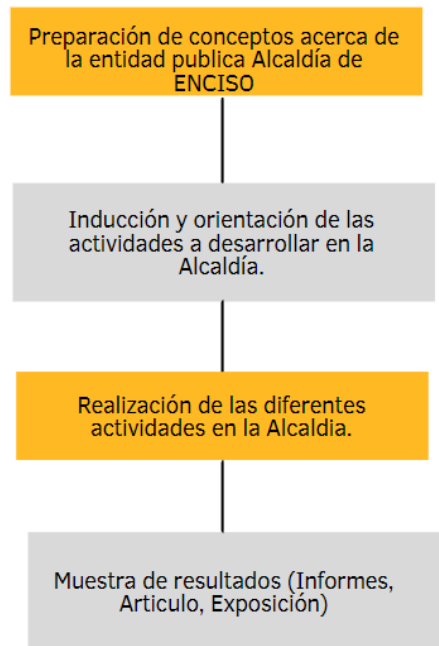 Preparación de conceptos acerca de
la entidad publica Alcaldía de
ENCISO
Inducción y orientación de las
actividades a desarrollar en la
Alcaldía.
Realización de las diferentes
actividades en la Alcaldia.
Muestra de resultados (Informes,
Articulo, Exposición)